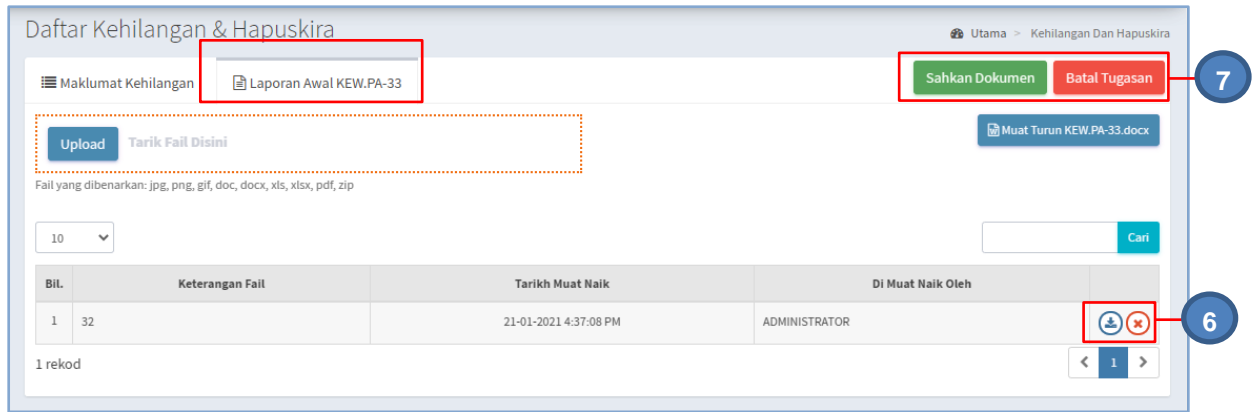 Daftar Kehilangan & Hapuskira
Utama > Kehilangan Dan Hapuskira
Maklumat Kehilangan
Laporan Awal KEW.PA-33
Sahkan Dokumen
Batal Tugasan
7
Upload
Tarik Fail Disini
Muat Turun KEW.PA-33.docx
Fail yang dibenarkan: jpg, png, gif, doc, docx, xls, xlsx, pdf, zip
10
Cari
Bil. Keterangan Fail Tarikh Muat Naik Di Muat Naik Oleh
1 32 21-01-2021 4:37:08 PM ADMINISTRATOR
6
1 rekod
< 1 >